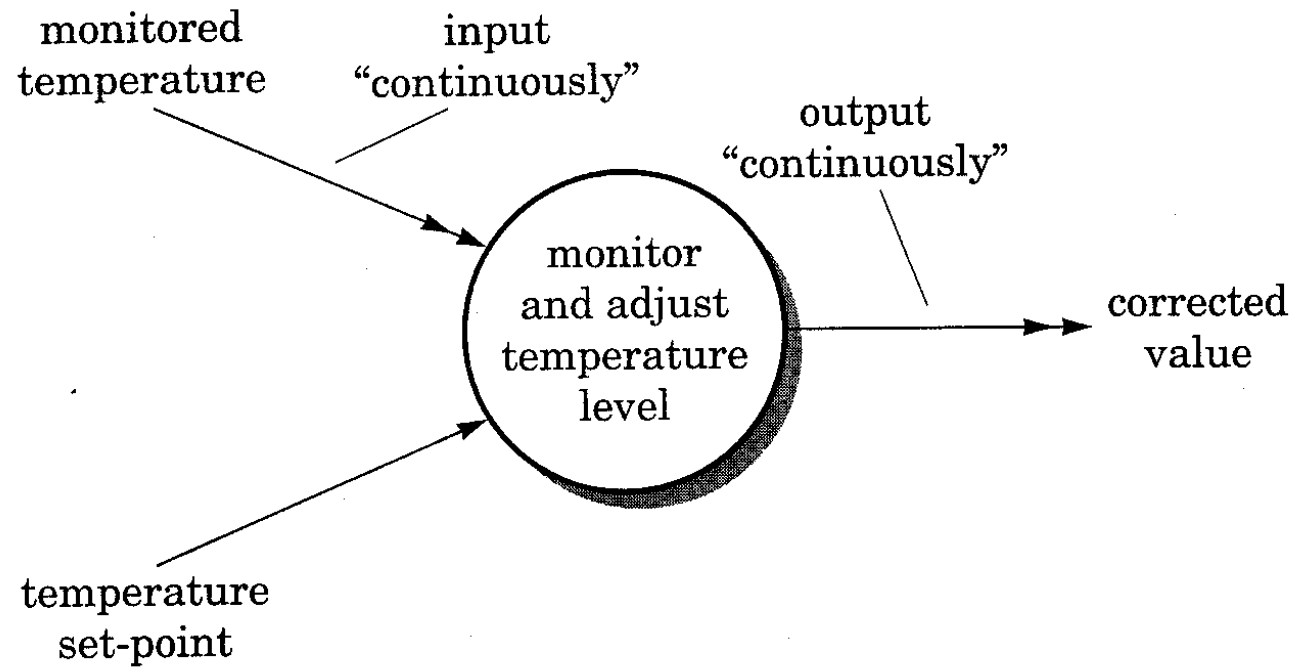 monitored
temperature
input
“continuously”
output
“continuously”
monitor
and adjust
temperature
level
corrected
value
temperature
set-point